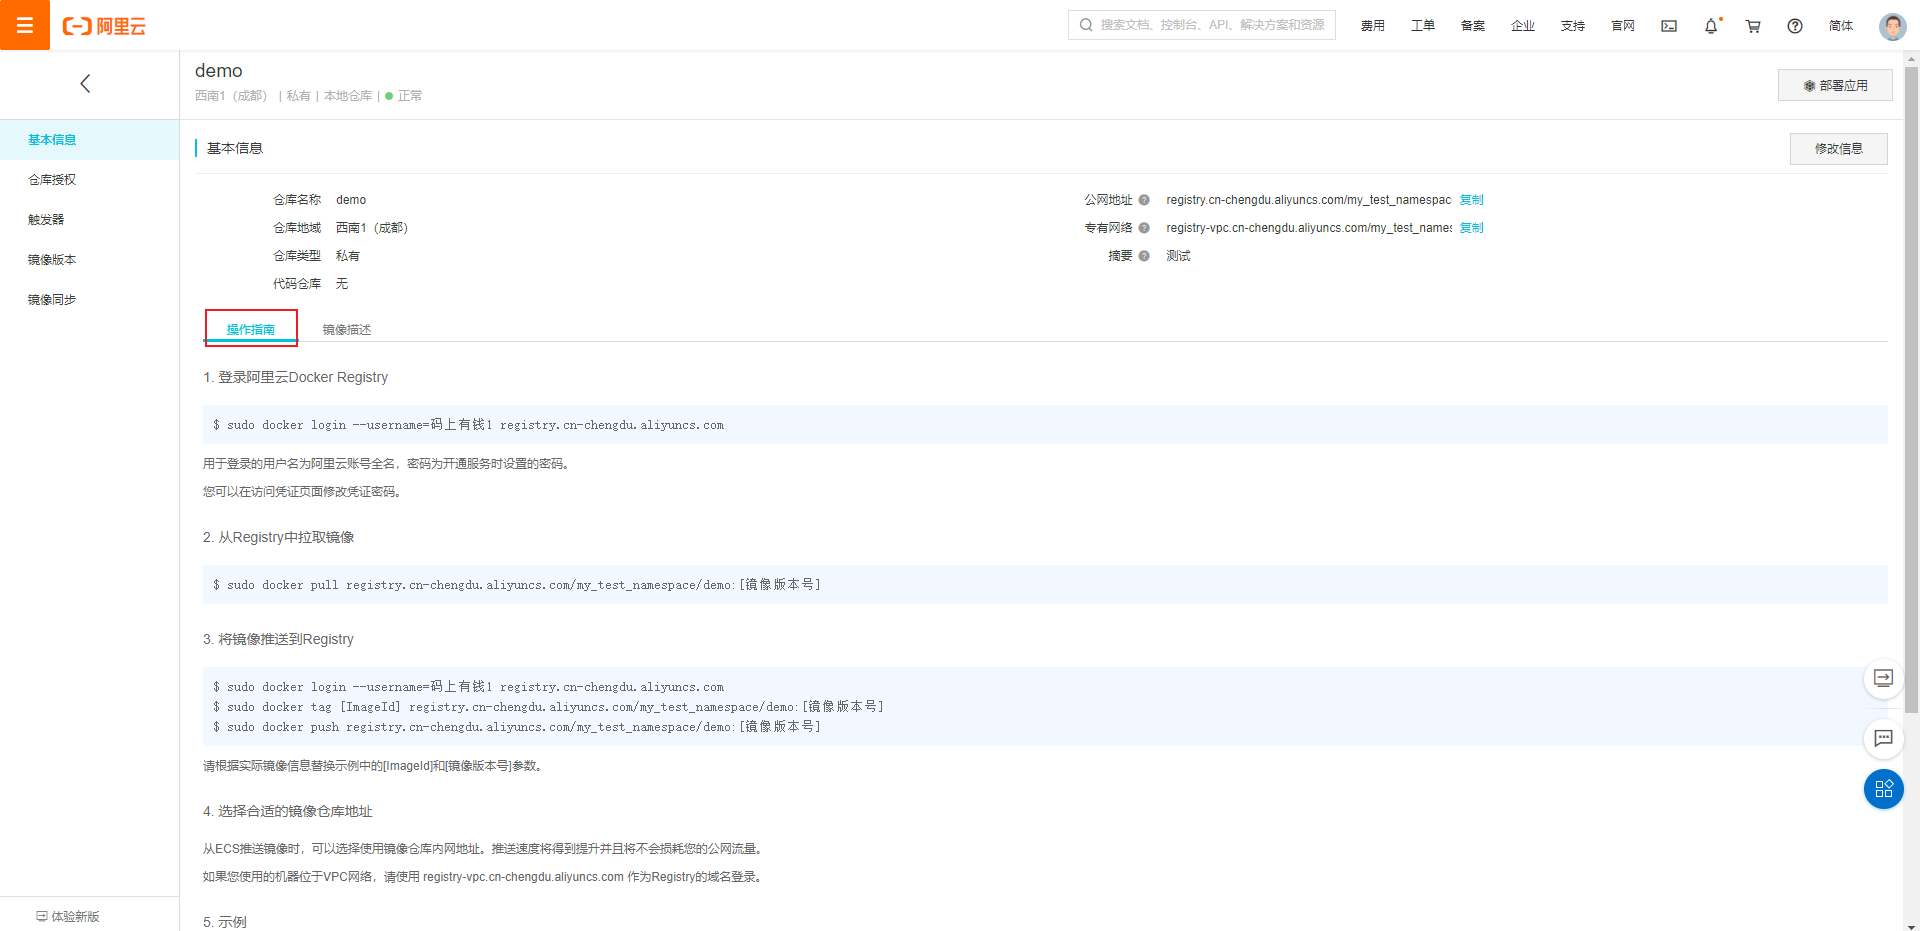 阿里云
搜索文档、控制台、API、解决方案和资源
费用
工单
备案
企业
支持
官网
简体
demo
西南1（成都） | 私有 | 本地仓库 | 正常
部署应用
基本信息
仓库授权
触发器
镜像版本
镜像同步
体验新版
基本信息
修改信息
仓库名称 demo
仓库地域 西南1（成都）
仓库类型 私有
代码仓库 无
公网地址 registry.cn-chengdu.aliyuncs.com/my_test_namespac 复制
专有网络 registry-vpc.cn-chengdu.aliyuncs.com/my_test_names 复制
摘要 测试
操作指南 镜像描述
1. 登录阿里云Docker Registry
$ sudo docker login --username=码上有钱1 registry.cn-chengdu.aliyuncs.com
用于登录的用户名为阿里云账号全名，密码为开通服务时设置的密码。
您可以在访问凭证页面修改凭证密码。
2. 从Registry中拉取镜像
$ sudo docker pull registry.cn-chengdu.aliyuncs.com/my_test_namespace/demo:[镜像版本号]
3. 将镜像推送到Registry
$ sudo docker login --username=码上有钱1 registry.cn-chengdu.aliyuncs.com
$ sudo docker tag [ImageId] registry.cn-chengdu.aliyuncs.com/my_test_namespace/demo:[镜像版本号]
$ sudo docker push registry.cn-chengdu.aliyuncs.com/my_test_namespace/demo:[镜像版本号]
请根据实际镜像信息替换示例中的[ImageId]和[镜像版本号]参数。
4. 选择合适的镜像仓库地址
从ECS推送镜像时，可以选择使用镜像仓库内网地址。推送速度将得到提升并且将不会损耗您的公网流量。
如果您使用的机器位于VPC网络，请使用 registry-vpc.cn-chengdu.aliyuncs.com 作为Registry的域名登录。
5. 示例